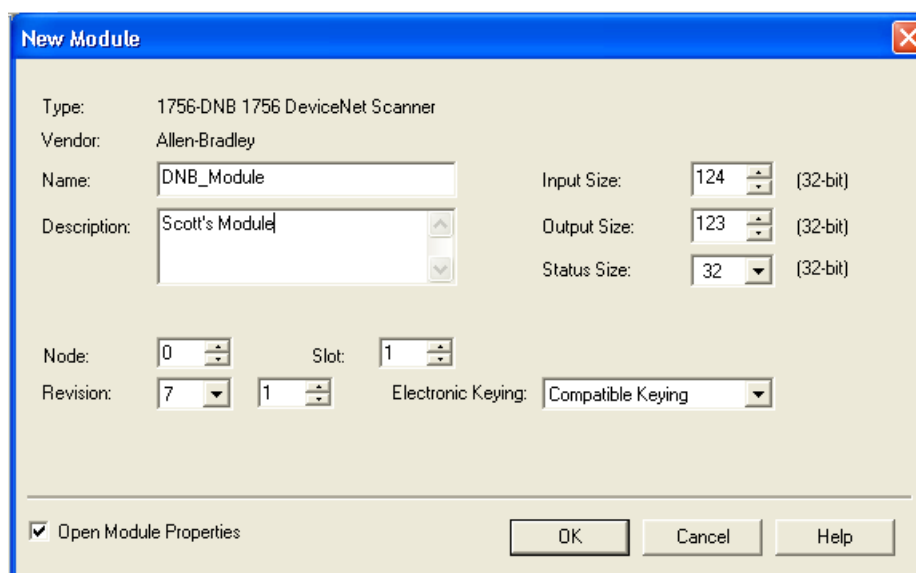 New Module
Type: 1756-DNB 1756 DeviceNet Scanner
Vendor: Allen-Bradley
Name: DNB_Module Input Size: 124 (32-bit)
Description: Scott's Module Output Size: 123 (32-bit)
Status Size: 32 (32-bit)
Node: 0 Slot: 1
Revision: 7 1 Electronic Keying: Compatible Keying
Open Module Properties OK Cancel Help